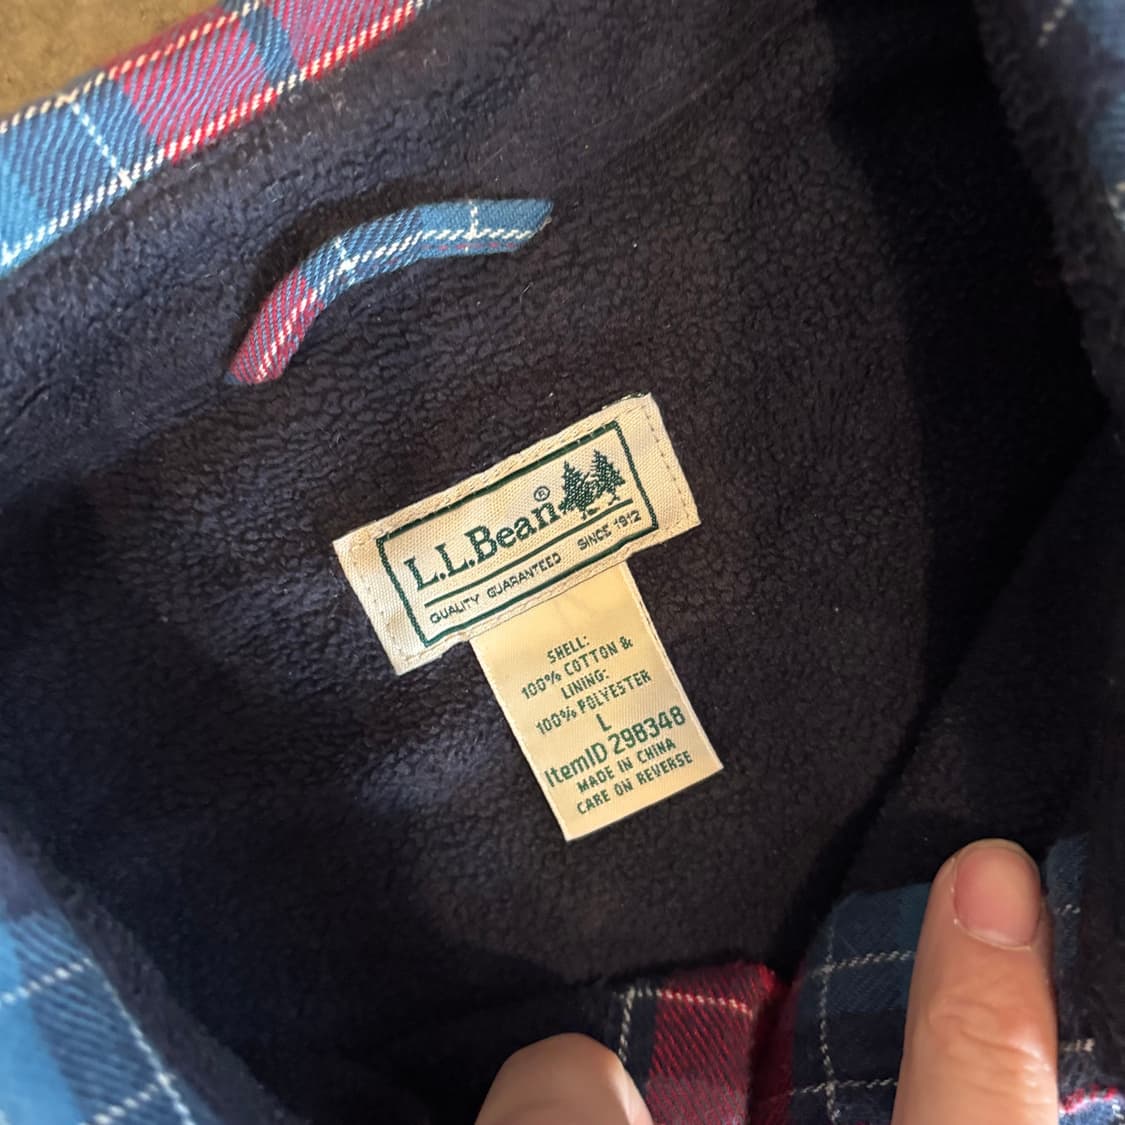 L.L.Bean®
QUALITY GUARANTEED SINCE 1912
SHELL:
100% COTTON &
LINING:
100% POLYESTER
L
ItemID 298348
MADE IN CHINA
CARE ON REVERSE